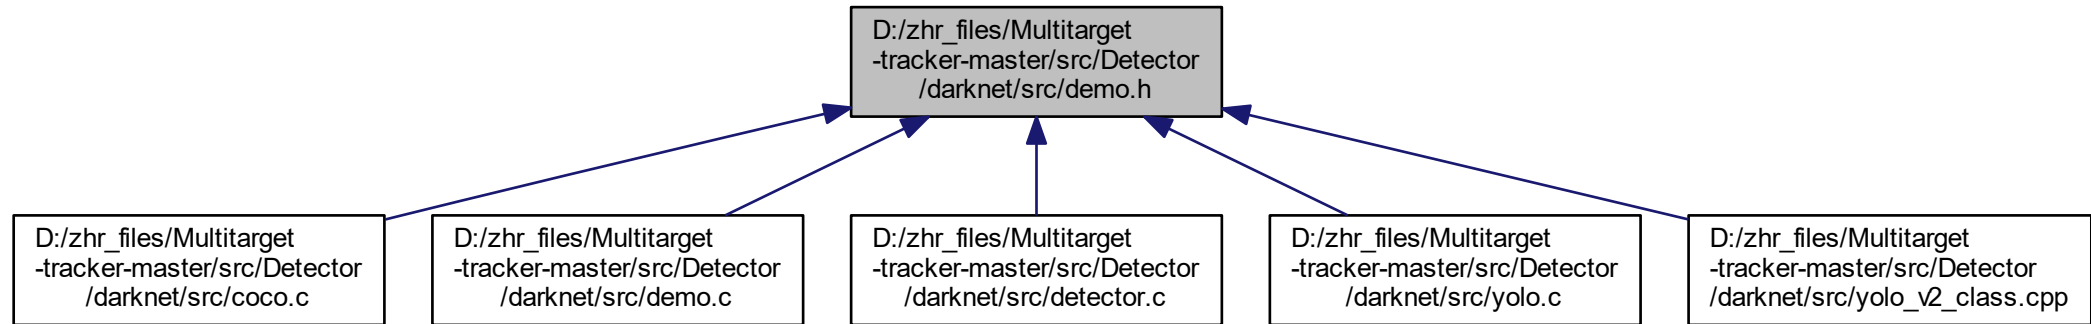 D:/zhr_files/Multitarget
-tracker-master/src/Detector
/darknet/src/demo.h
D:/zhr_files/Multitarget
-tracker-master/src/Detector
/darknet/src/coco.c
D:/zhr_files/Multitarget
-tracker-master/src/Detector
/darknet/src/demo.c
D:/zhr_files/Multitarget
-tracker-master/src/Detector
/darknet/src/detector.c
D:/zhr_files/Multitarget
-tracker-master/src/Detector
/darknet/src/yolo.c
D:/zhr_files/Multitarget
-tracker-master/src/Detector
/darknet/src/yolo_v2_class.cpp